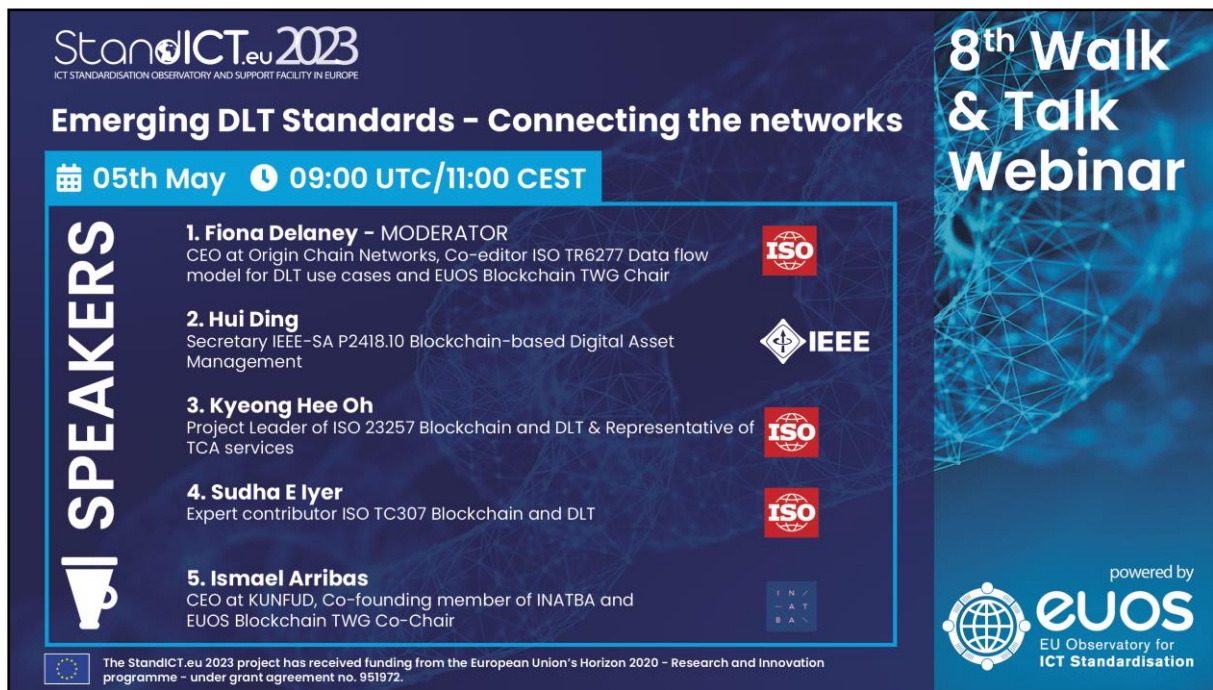 StandICT.eu 2023
ICT STANDARDISATION OBSERVATORY AND SUPPORT FACILITY IN EUROPE
Emerging DLT Standards - Connecting the networks
05th May 09:00 UTC/11:00 CEST
SPEAKERS
1. Fiona Delaney - MODERATOR
CEO at Origin Chain Networks, Co-editor ISO TR6277 Data flow
model for DLT use cases and EUOS Blockchain TWG Chair
ISO
2. Hui Ding
Secretary IEEE-SA P2418.10 Blockchain-based Digital Asset
Management
IEEE
3. Kyeong Hee Oh
Project Leader of ISO 23257 Blockchain and DLT & Representative of
TCA services
ISO
4. Sudha E Iyer
Expert contributor ISO TC307 Blockchain and DLT
ISO
5. Ismael Arribas
CEO at KUNFUD, Co-founding member of INATBA and
EUOS Blockchain TWG Co-Chair
I N /
— A T
B A \
The StandICT.eu 2023 project has received funding from the European Union's Horizon 2020 - Research and Innovation
programme - under grant agreement no. 951972.
8th Walk
& Talk
Webinar
powered by
euos
EU Observatory for
ICT Standardisation